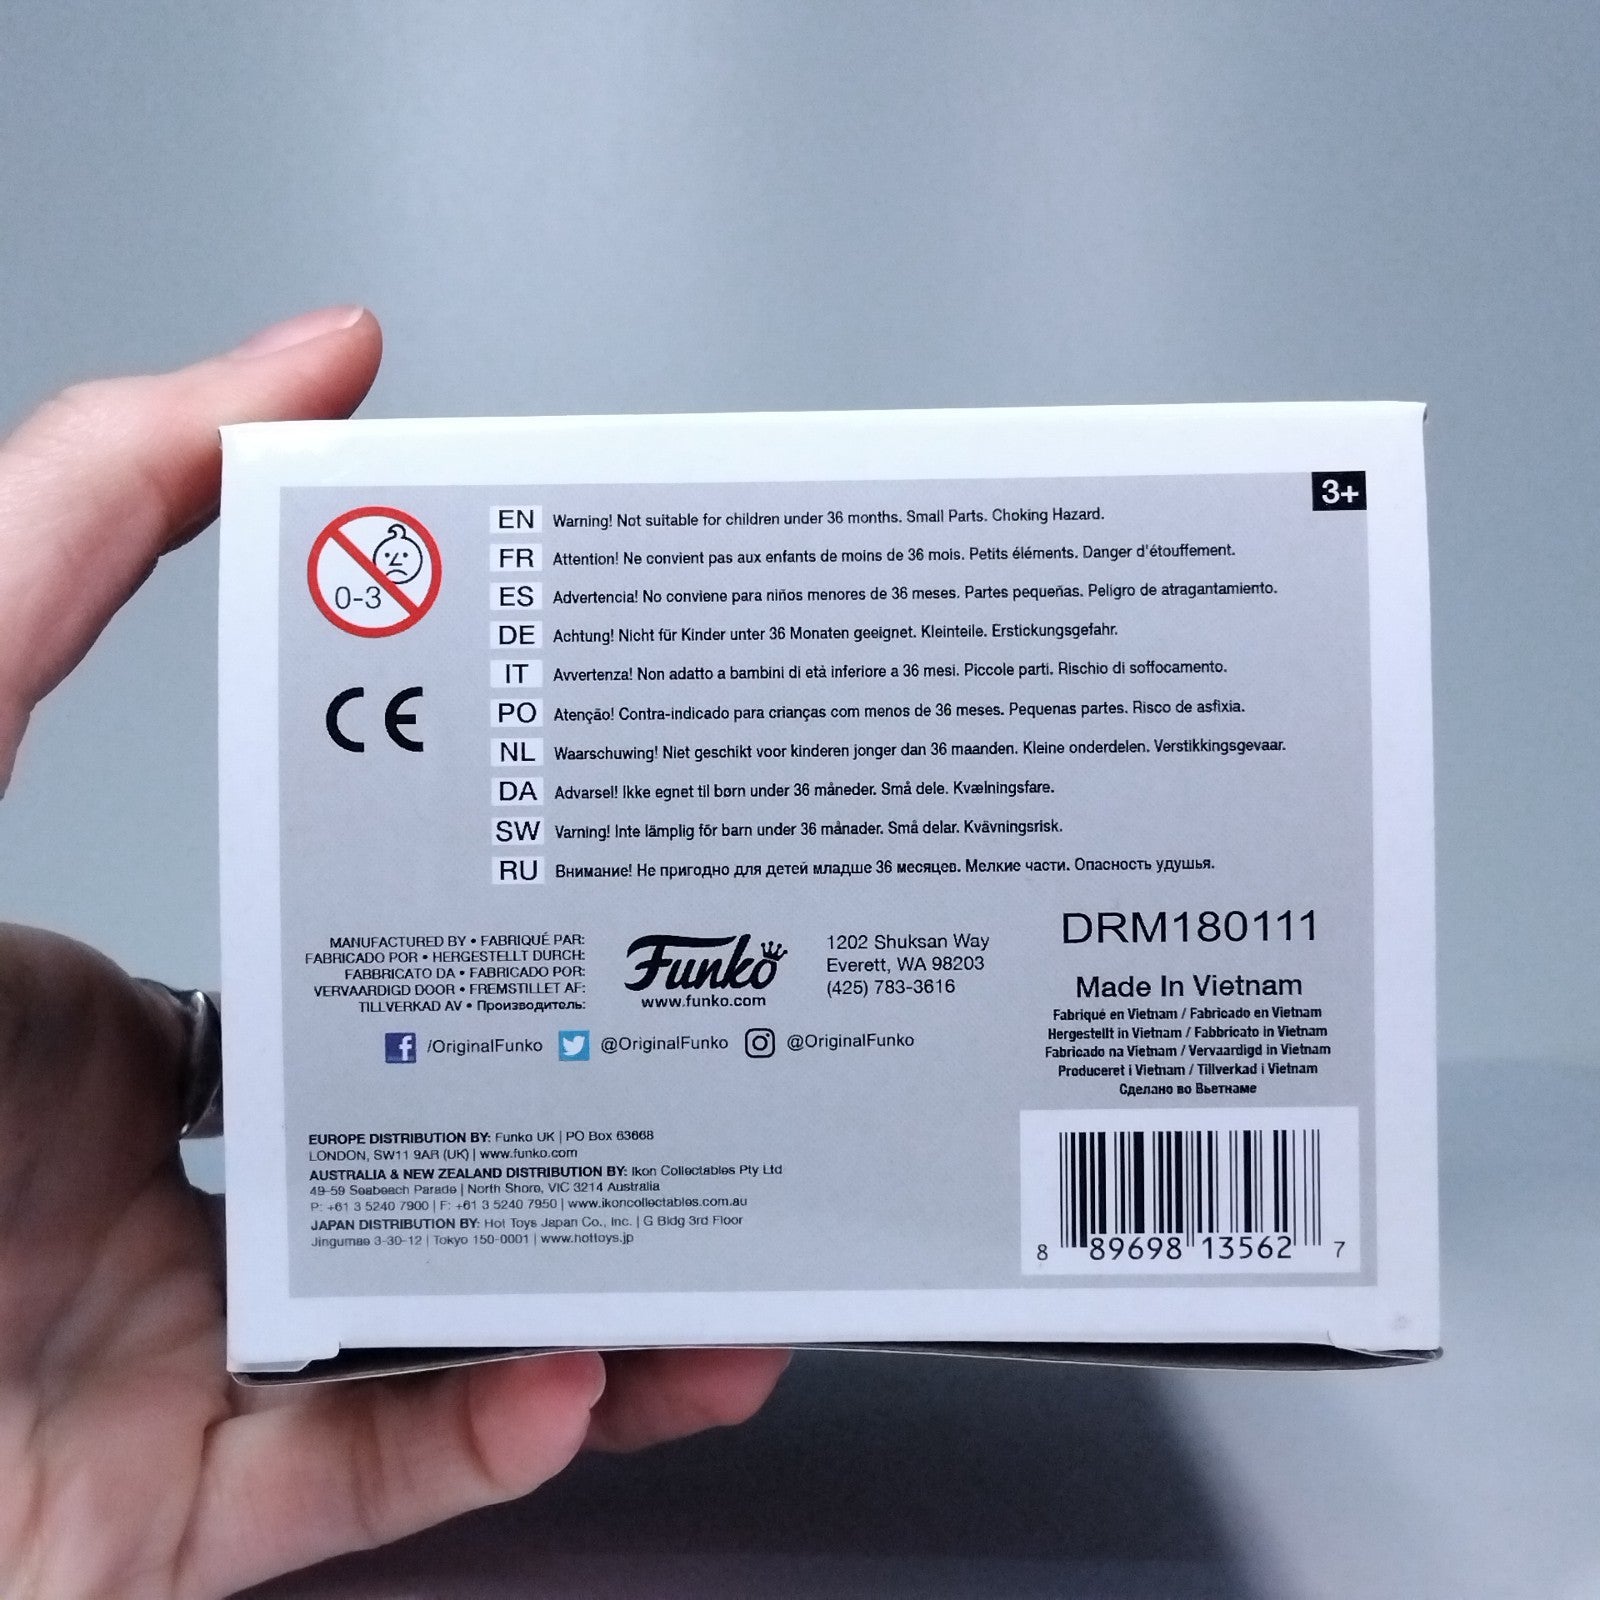 3+
0-3
EN Warning! Not suitable for children under 36 months. Small Parts. Choking Hazard.
FR Attention! Ne convient pas aux enfants de moins de 36 mois. Petits éléments. Danger d'étouffement.
ES Advertencia! No conviene para niños menores de 36 meses. Partes pequeñas. Peligro de atragantamiento.
DE Achtung! Nicht für Kinder unter 36 Monaten geeignet. Kleinteile. Erstickungsgefahr.
IT Avvertenza! Non adatto a bambini di età inferiore a 36 mesi. Piccole parti. Rischio di soffocamento.
PO Atenção! Contra-indicado para crianças com menos de 36 meses. Pequenas partes. Risco de asfixia.
NL Waarschuwing! Niet geschikt voor kinderen jonger dan 36 maanden. Kleine onderdelen. Verstikkingsgevaar.
DA Advarsel! Ikke egnet til børn under 36 måneder. Små dele. Kvælningsfare.
SW Varning! Inte lämplig för barn under 36 månader. Små delar. Kvävningsrisk.
RU Внимание! Не пригодно для детей младше 36 месяцев. Мелкие части. Опасность удушья.
CE
MANUFACTURED BY • FABRIQUÉ PAR:
FABRICADO POR • HERGESTELLT DURCH:
FABBRICATO DA • FABRICADO POR:
VERVAARDIGD DOOR • FREMSTILLET AF:
TILLVERKAD AV • Производитель:
Funko
www.funko.com
1202 Shuksan Way
Everett, WA 98203
(425) 783-3616
/OriginalFunko @OriginalFunko @OriginalFunko
DRM180111
Made In Vietnam
Fabriqué en Vietnam / Fabricado en Vietnam
Hergestellt in Vietnam / Fabbricato in Vietnam
Fabricado na Vietnam / Vervaardigd in Vietnam
Produceret i Vietnam / Tillverkad i Vietnam
Сделано во Вьетнаме
EUROPE DISTRIBUTION BY: Funko UK | PO Box 63668
LONDON, SW11 9AR (UK) | www.funko.com
AUSTRALIA & NEW ZEALAND DISTRIBUTION BY: Ikon Collectables Pty Ltd
49-59 Seabeach Parade | North Shore, VIC 3214 Australia
P: +61 3 5240 7900 | F: +61 3 5240 7950 | www.ikoncollectables.com.au
JAPAN DISTRIBUTION BY: Hot Toys Japan Co., Inc. | G Bldg 3rd Floor
Jingumae 3-30-12 | Tokyo 150-0001 | www.hottoys.jp
8 89698 13562 7